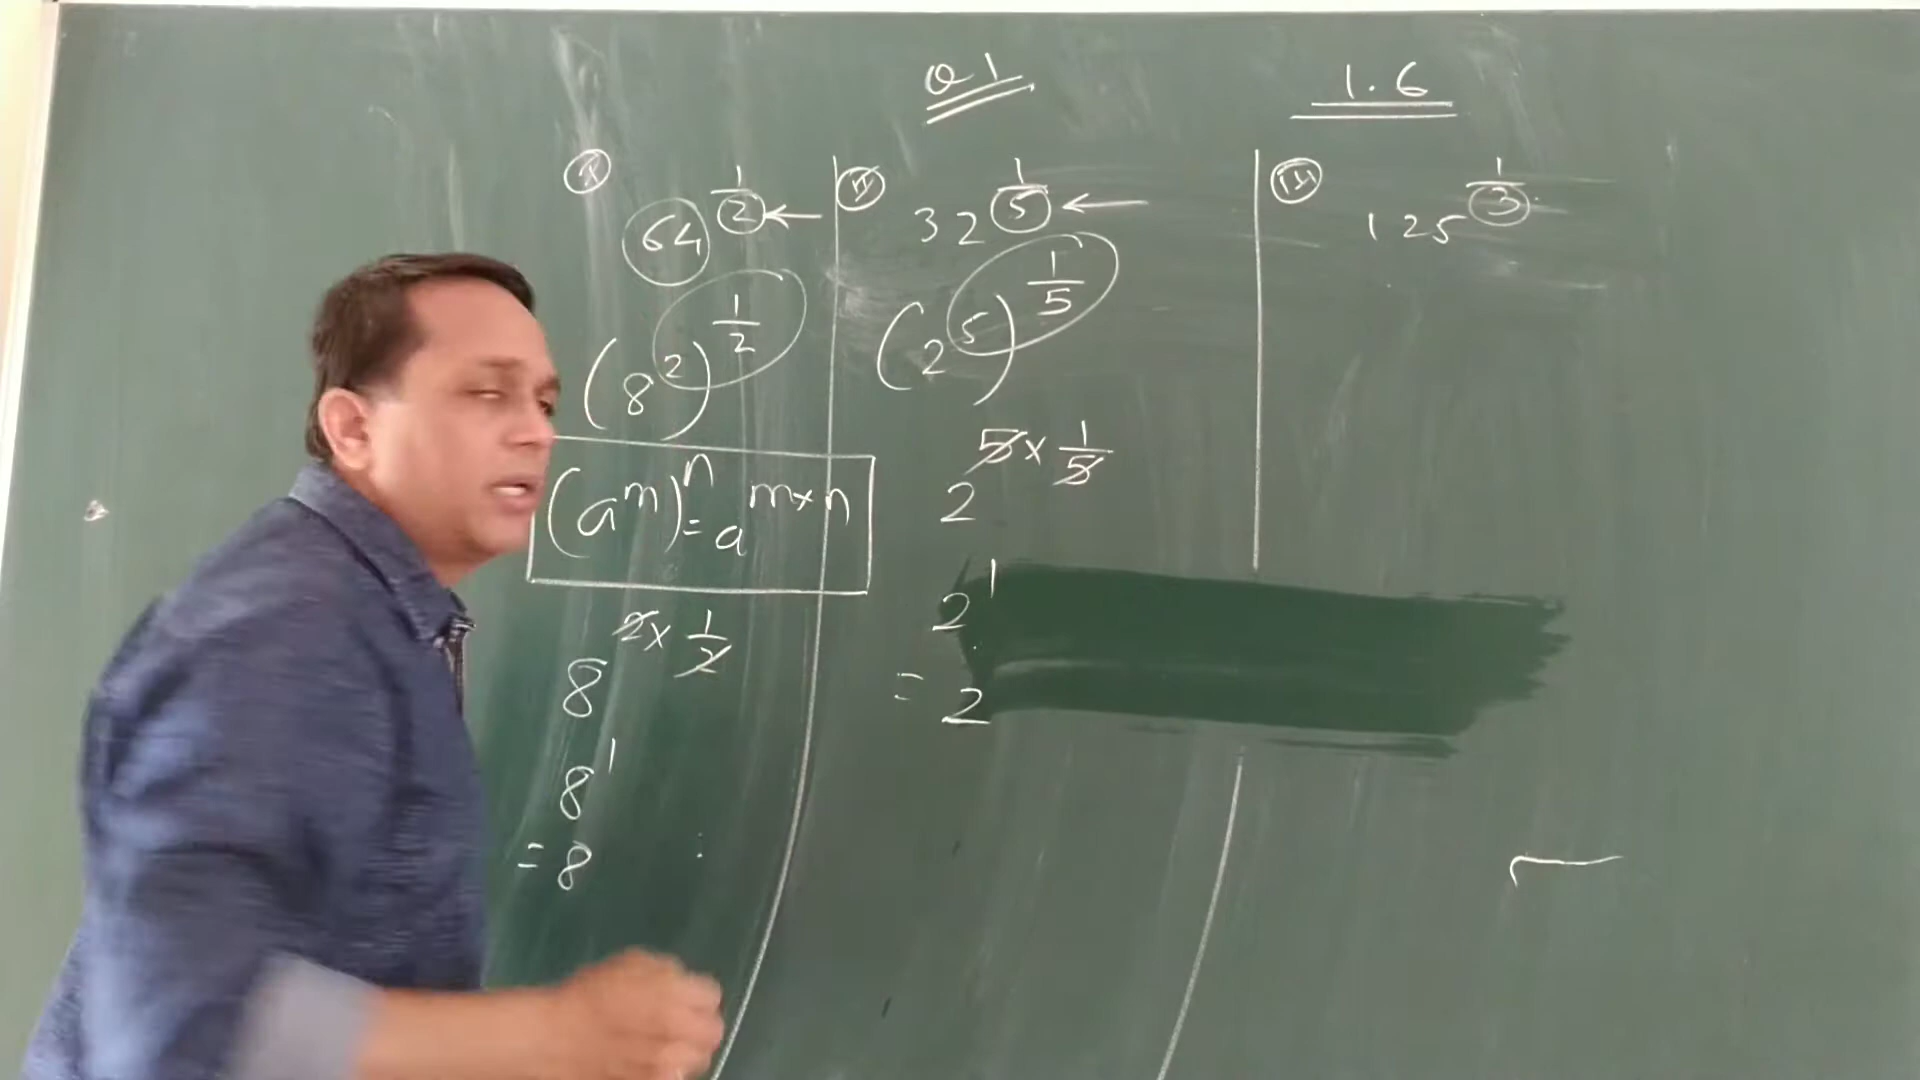 Q 1
1.6
I
64^{1/2} ←
(8^2)^{1/2}
(a^m)^n = a^{m×n}
8^{2×1/2}
8^1
= 8
II
32^{1/5} ←
(2^5)^{1/5}
2^{5×1/5}
2^1
= 2
III
125^{1/3}